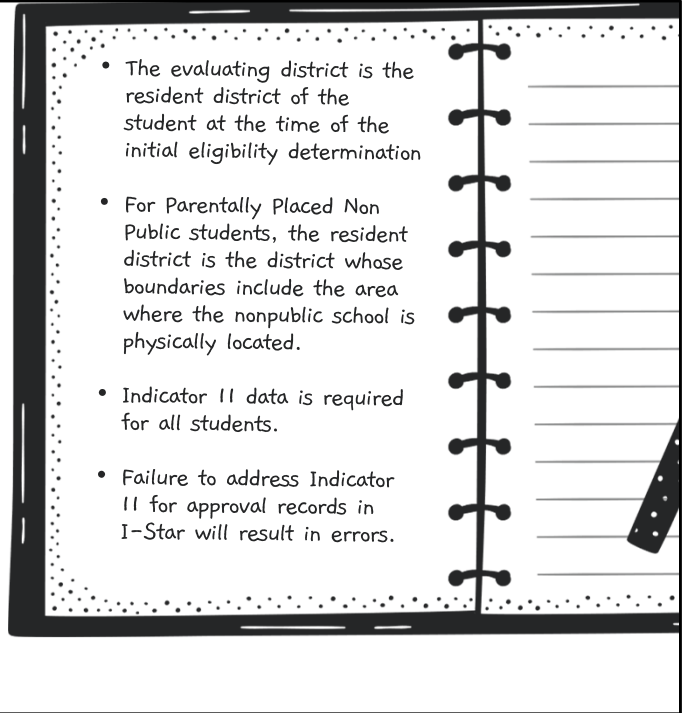 • The evaluating district is the
resident district of the
student at the time of the
initial eligibility determination
• For Parentally Placed Non
Public students, the resident
district is the district whose
boundaries include the area
where the nonpublic school is
physically located.
• Indicator 11 data is required
for all students.
• Failure to address Indicator
11 for approval records in
I-Star will result in errors.